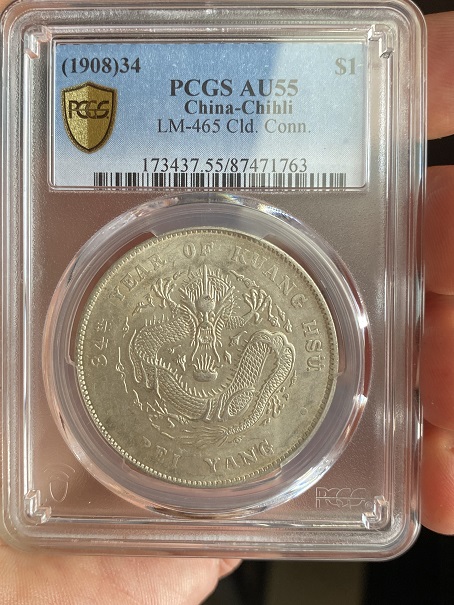 (1908)34 $1
PCGS AU55
China-Chihli
LM-465 Cld. Conn.
173437.55/87471763
PCGS
34TH YEAR OF KUANG HSÜ
PEI YANG
PCGS